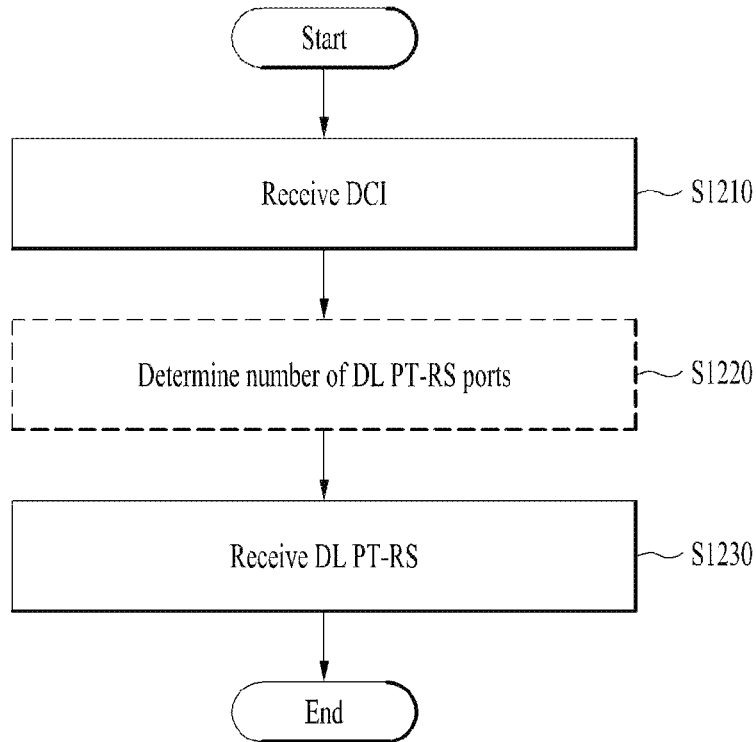 Start
Receive DCI
S1210
Determine number of DL PT-RS ports
S1220
Receive DL PT-RS
S1230
End